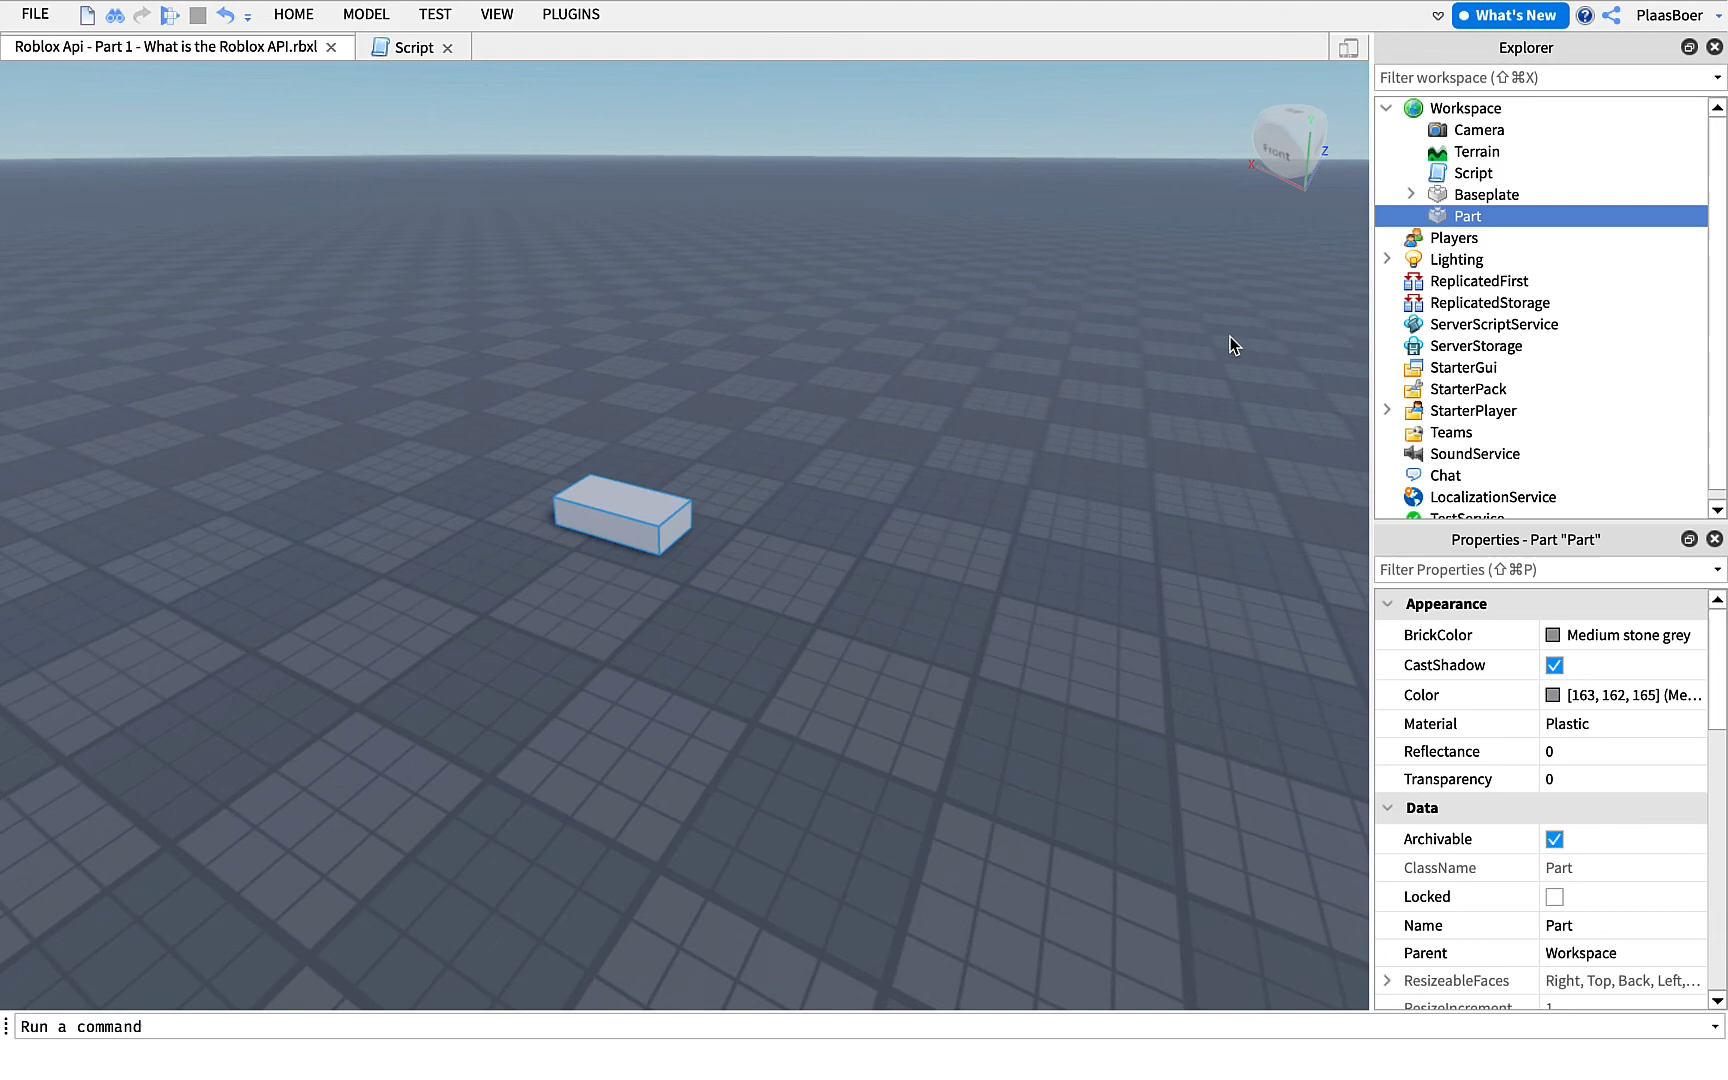 FILE HOME MODEL TEST VIEW PLUGINS What's New PlaasBoer
Roblox Api - Part 1 - What is the Roblox API.rbxl Script
Front
X
Y
Z
Explorer
Filter workspace (⇧⌘X)
Workspace
Camera
Terrain
Script
Baseplate
Part
Players
Lighting
ReplicatedFirst
ReplicatedStorage
ServerScriptService
ServerStorage
StarterGui
StarterPack
StarterPlayer
Teams
SoundService
Chat
LocalizationService
TestService
Properties - Part "Part"
Filter Properties (⇧⌘P)
Appearance
BrickColor Medium stone grey
CastShadow
Color [163, 162, 165] (Me...
Material Plastic
Reflectance 0
Transparency 0
Data
Archivable
ClassName Part
Locked
Name Part
Parent Workspace
ResizeableFaces Right, Top, Back, Left,...
ResizeIncrement 1
Run a command